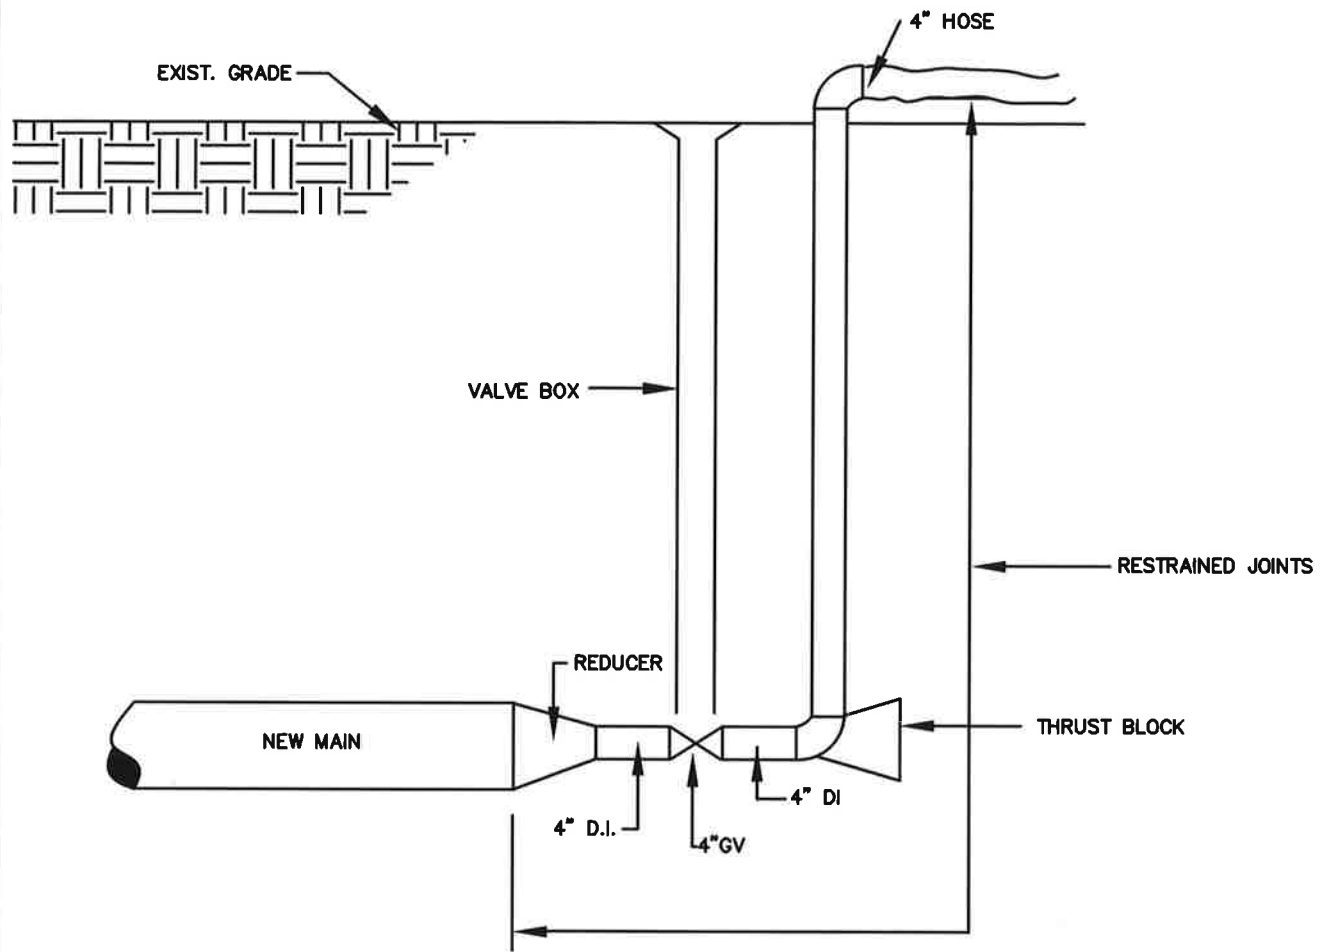 4" HOSE
EXIST. GRADE
VALVE BOX
RESTRAINED JOINTS
REDUCER
THRUST BLOCK
NEW MAIN
4" DI
4" D.I.
4"GV